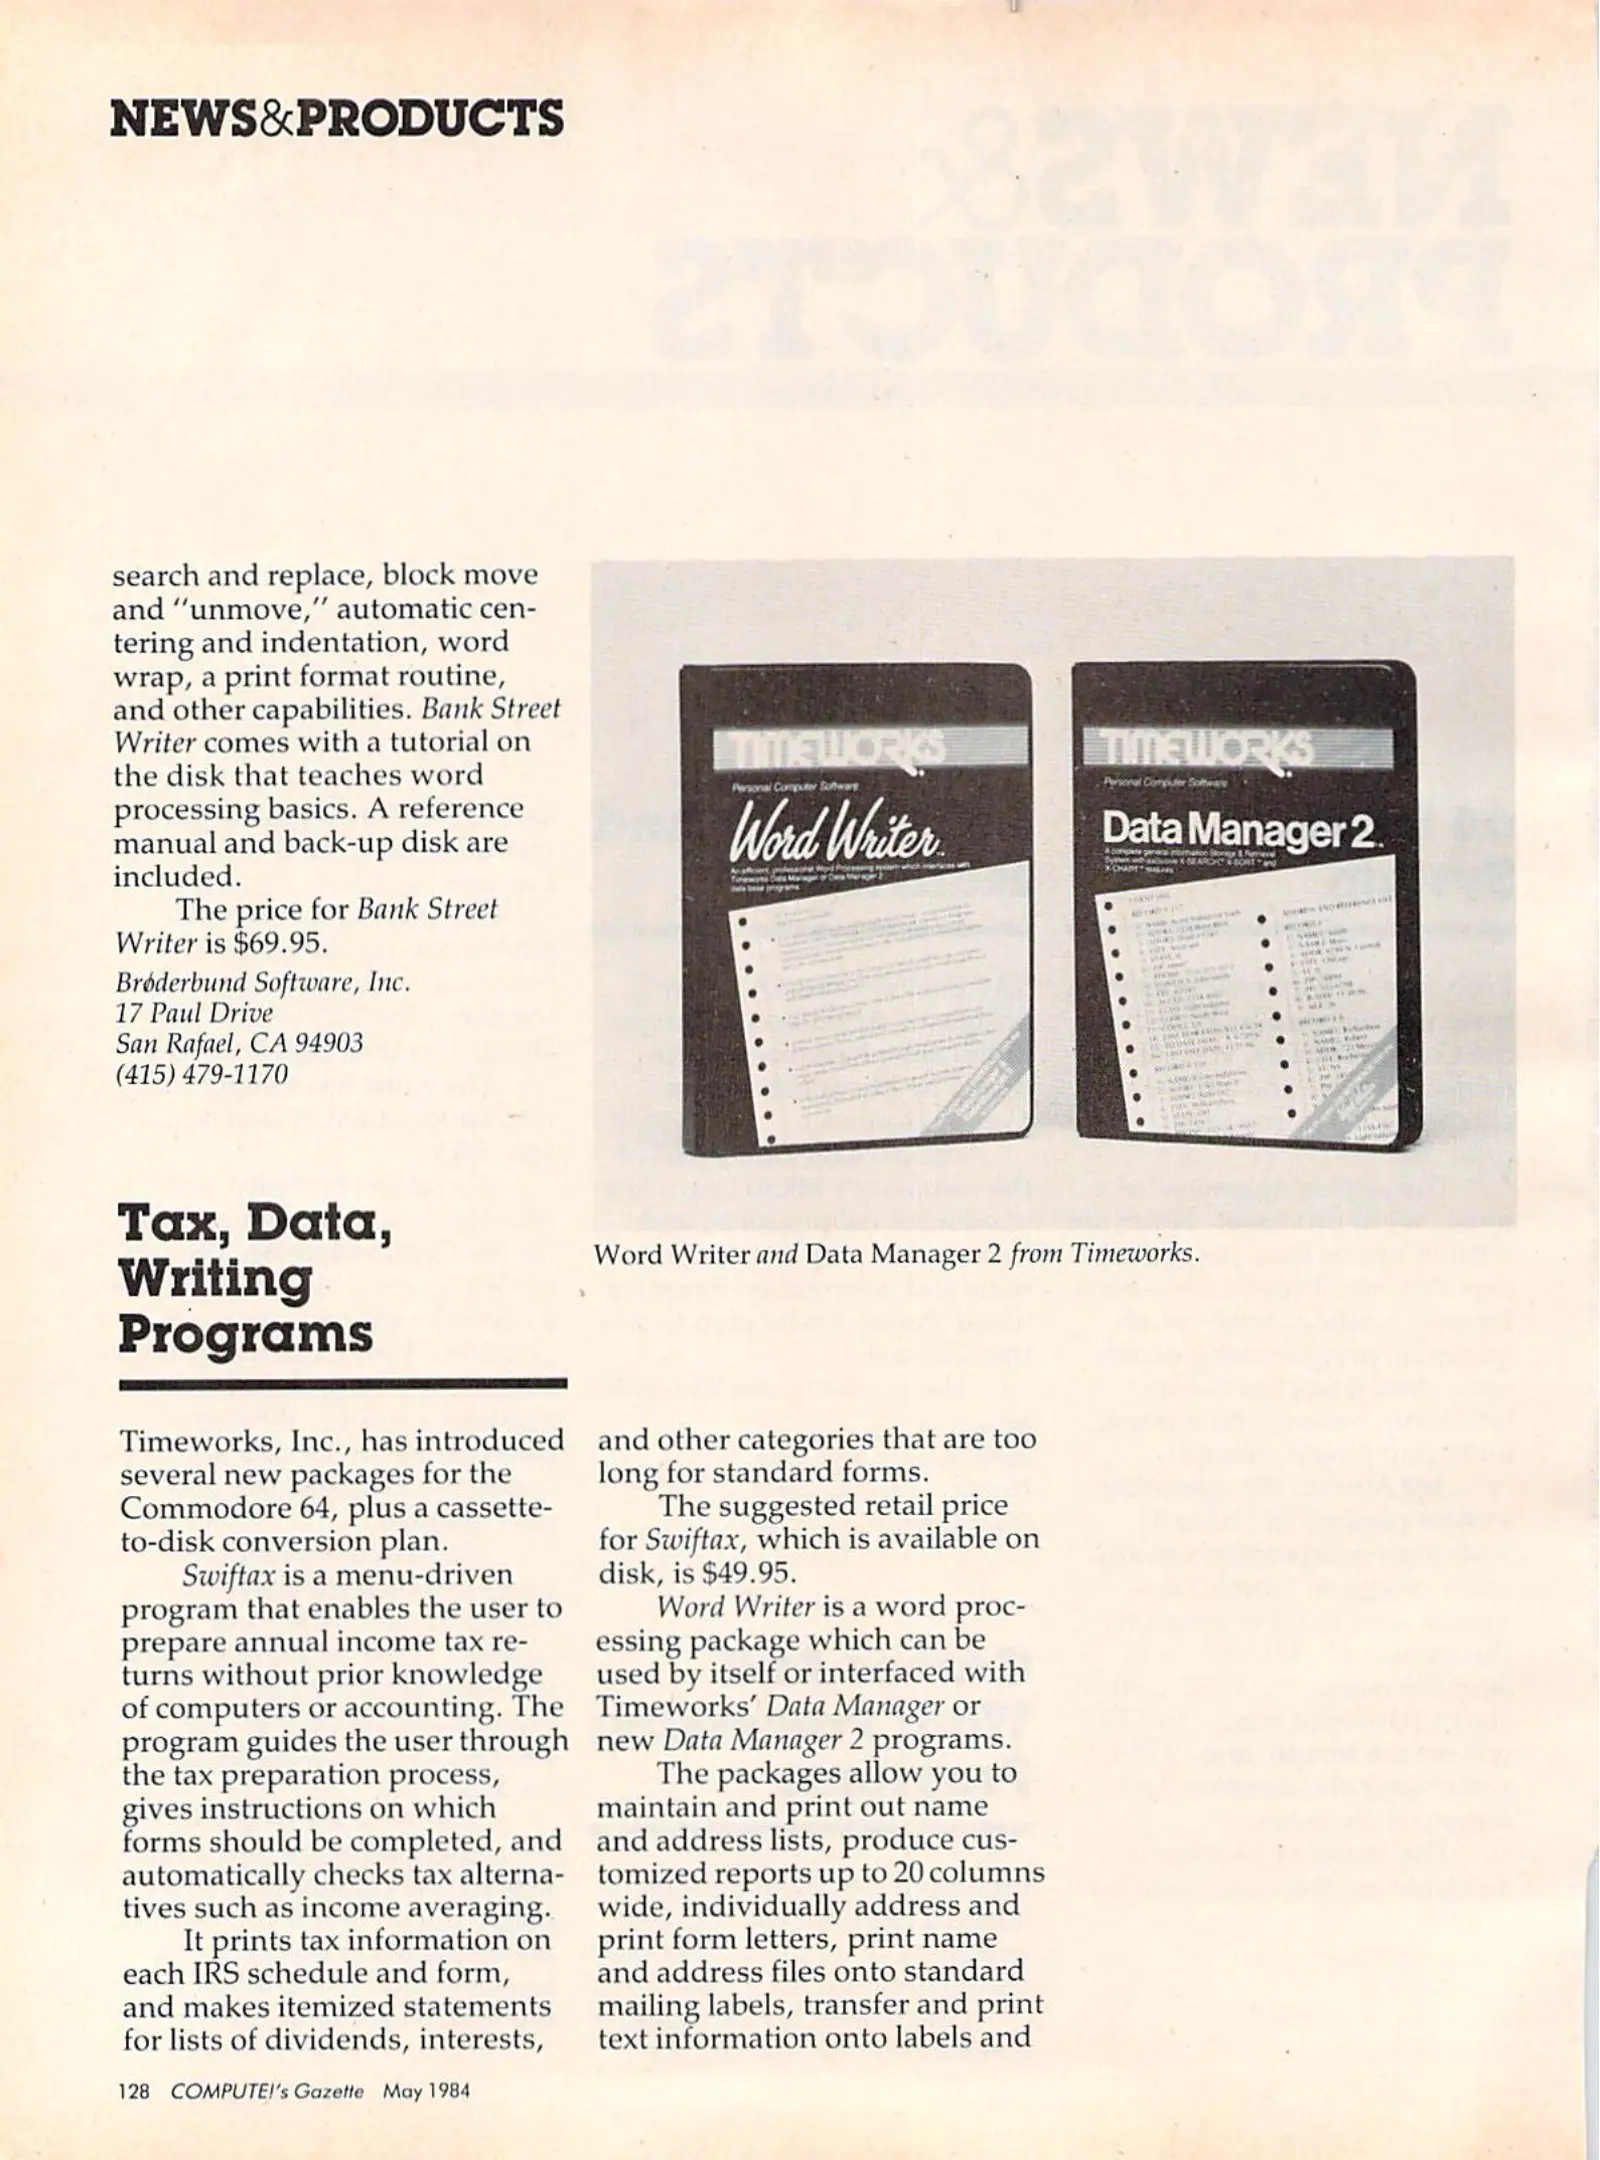 NEWS&PRODUCTS
search and replace, block move
and "unmove," automatic cen-
tering and indentation, word
wrap, a print format routine,
and other capabilities. Bank Street
Writer comes with a tutorial on
the disk that teaches word
processing basics. A reference
manual and back-up disk are
included.
The price for Bank Street
Writer is $69.95.
Brøderbund Software, Inc.
17 Paul Drive
San Rafael, CA 94903
(415) 479-1170
TIMEWORKS
Personal Computer Software
Word Writer
TIMEWORKS
Personal Computer Software
Data Manager 2
Word Writer and Data Manager 2 from Timeworks.
Tax, Data,
Writing
Programs
Timeworks, Inc., has introduced
several new packages for the
Commodore 64, plus a cassette-
to-disk conversion plan.
Swiftax is a menu-driven
program that enables the user to
prepare annual income tax re-
turns without prior knowledge
of computers or accounting. The
program guides the user through
the tax preparation process,
gives instructions on which
forms should be completed, and
automatically checks tax alterna-
tives such as income averaging.
It prints tax information on
each IRS schedule and form,
and makes itemized statements
for lists of dividends, interests,
and other categories that are too
long for standard forms.
The suggested retail price
for Swiftax, which is available on
disk, is $49.95.
Word Writer is a word proc-
essing package which can be
used by itself or interfaced with
Timeworks' Data Manager or
new Data Manager 2 programs.
The packages allow you to
maintain and print out name
and address lists, produce cus-
tomized reports up to 20 columns
wide, individually address and
print form letters, print name
and address files onto standard
mailing labels, transfer and print
text information onto labels and
128 COMPUTE!'s Gazette May 1984